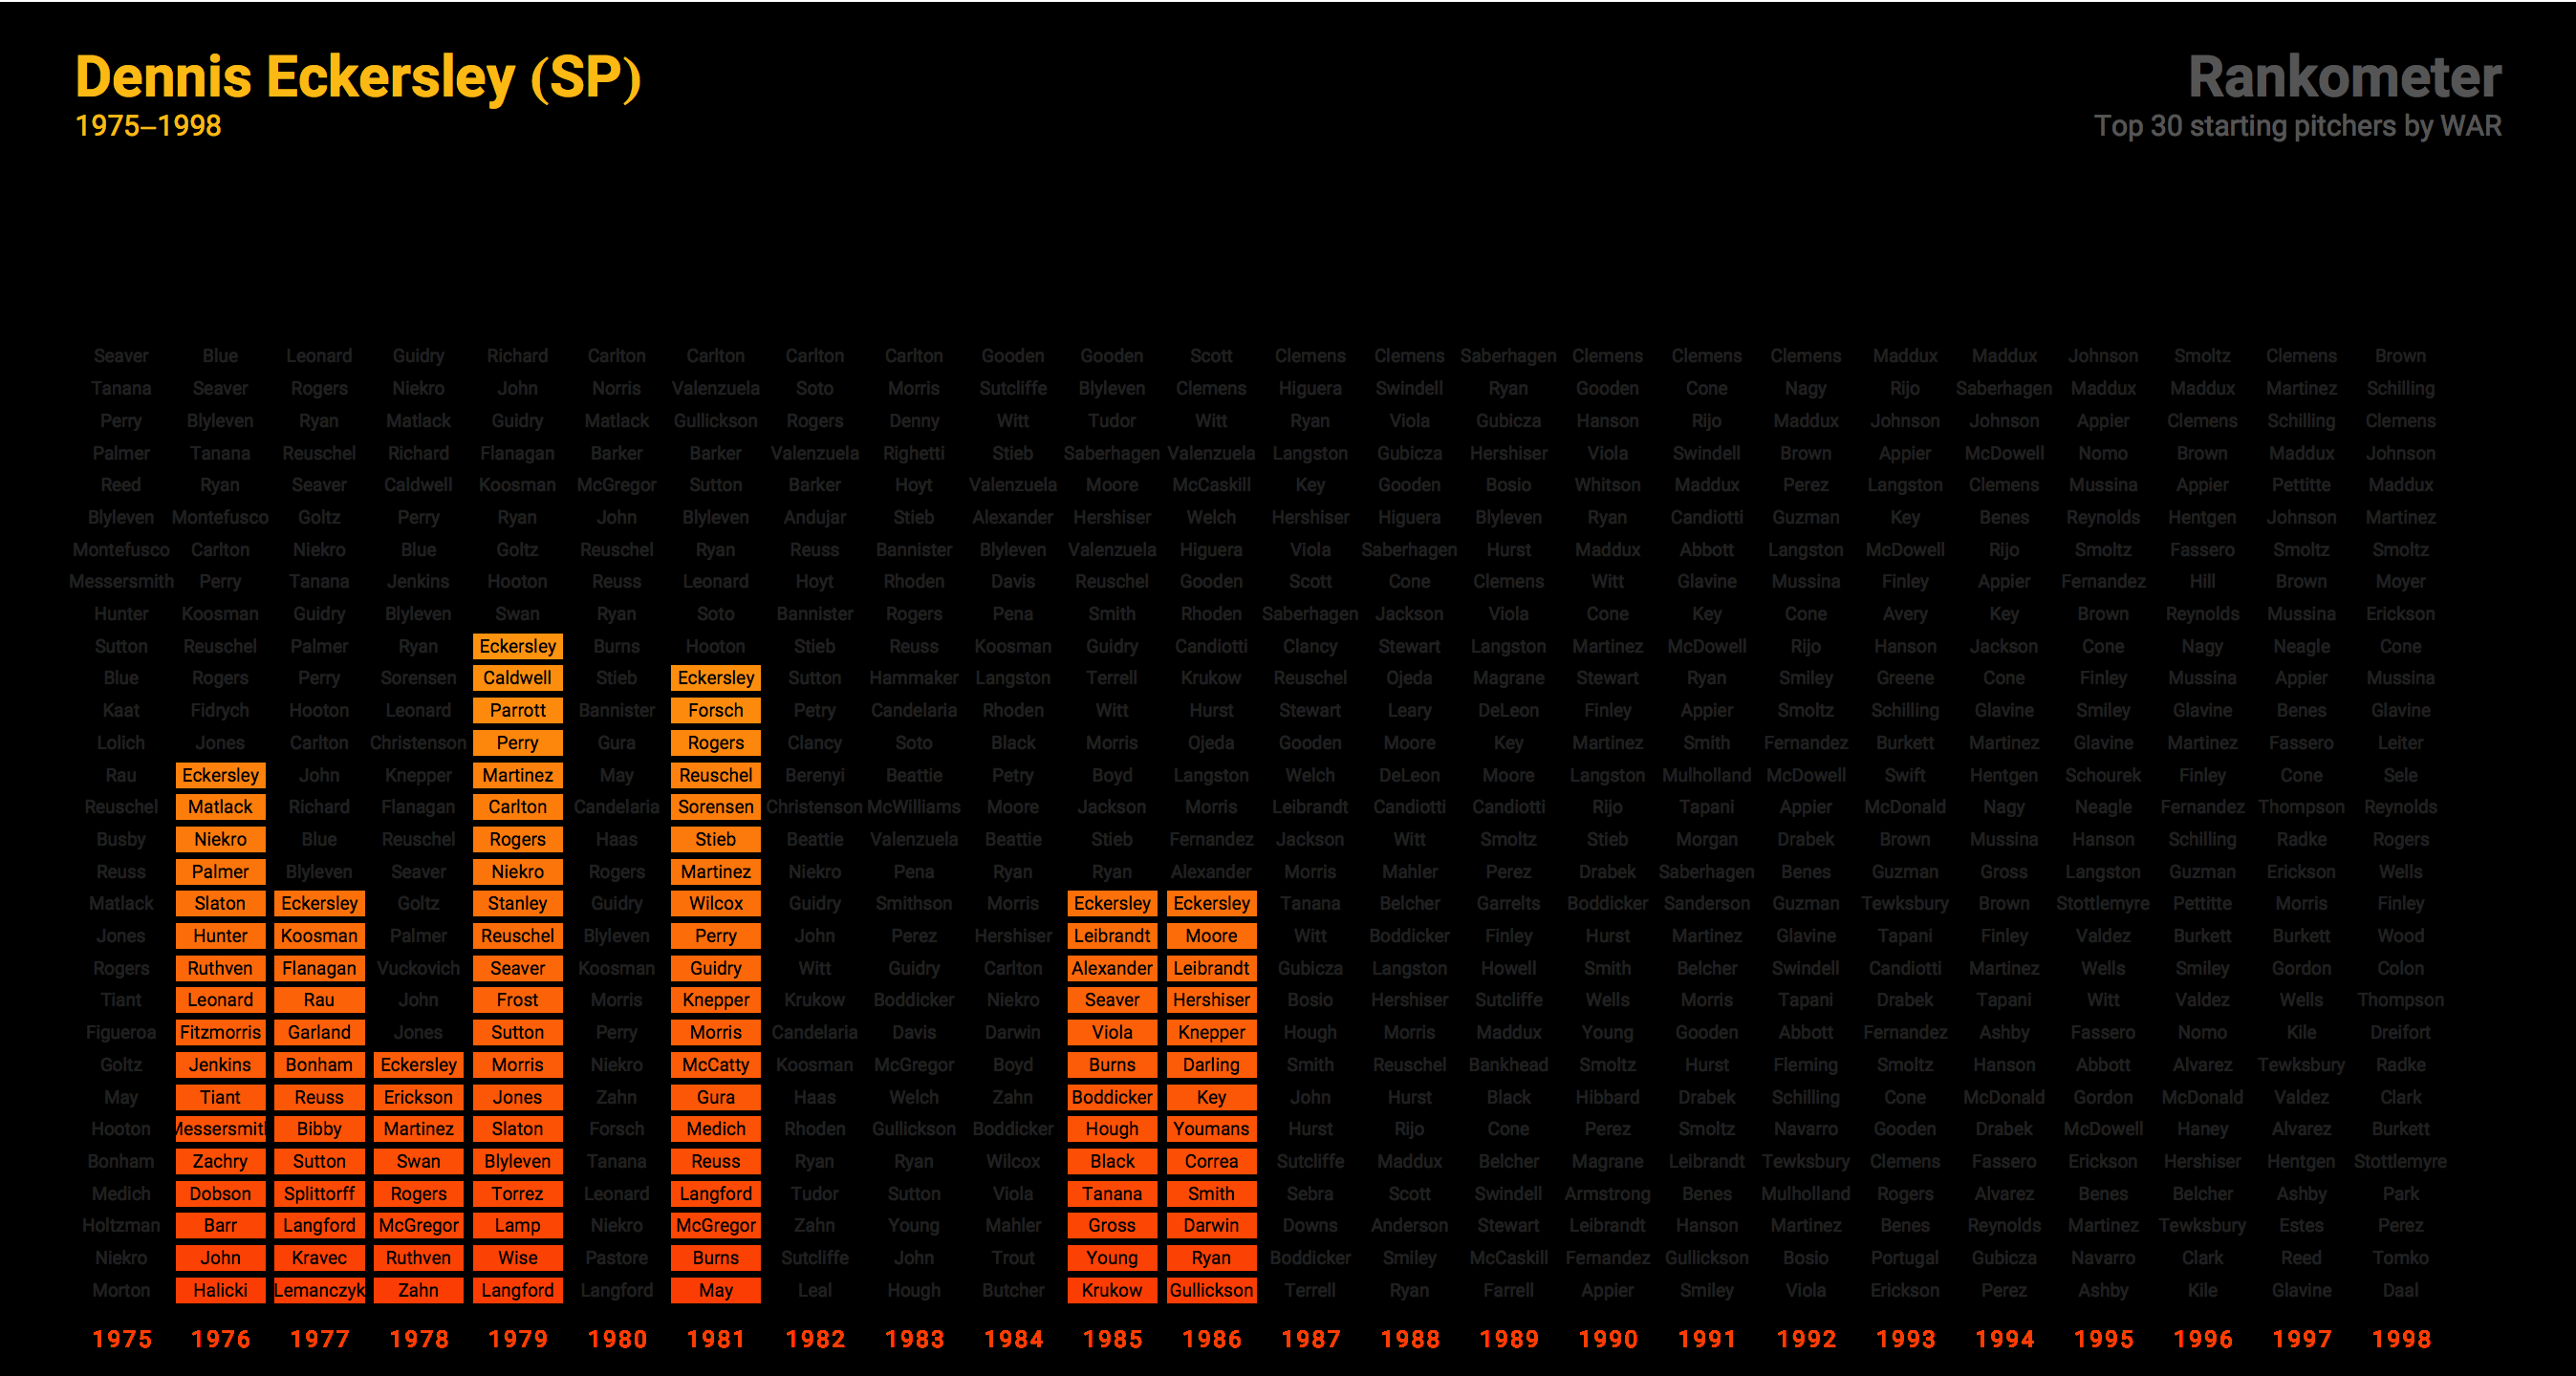 Dennis Eckersley (SP)
1975–1998
Rankometer
Top 30 starting pitchers by WAR
Seaver Blue Leonard Guidry Richard Carlton Carlton Carlton Carlton Gooden Gooden Scott Clemens Clemens Saberhagen Clemens Clemens Clemens Maddux Maddux Johnson Smoltz Clemens Brown
Tanana Seaver Rogers Niekro John Norris Valenzuela Soto Morris Sutcliffe Blyleven Clemens Higuera Swindell Ryan Gooden Cone Nagy Rijo Saberhagen Maddux Maddux Martinez Schilling
Perry Blyleven Ryan Matlack Guidry Matlack Gullickson Rogers Denny Witt Tudor Witt Ryan Viola Gubicza Hanson Rijo Maddux Johnson Johnson Appier Clemens Schilling Clemens
Palmer Tanana Reuschel Richard Flanagan Barker Barker Valenzuela Righetti Stieb Saberhagen Valenzuela Langston Gubicza Hershiser Viola Swindell Brown Appier McDowell Nomo Brown Maddux Johnson
Reed Ryan Seaver Caldwell Koosman McGregor Sutton Barker Hoyt Valenzuela Moore McCaskill Key Gooden Bosio Whitson Maddux Perez Langston Clemens Mussina Appier Pettitte Maddux
Blyleven Montefusco Goltz Perry Ryan John Blyleven Andujar Stieb Alexander Hershiser Welch Hershiser Higuera Blyleven Ryan Candiotti Guzman Key Benes Reynolds Hentgen Johnson Martinez
Montefusco Carlton Niekro Blue Goltz Reuschel Ryan Reuss Bannister Blyleven Valenzuela Higuera Viola Saberhagen Hurst Maddux Abbott Langston McDowell Rijo Smoltz Fassero Smoltz Smoltz
Messersmith Perry Tanana Jenkins Hooton Reuss Leonard Hoyt Rhoden Davis Reuschel Gooden Scott Cone Clemens Witt Glavine Mussina Finley Appier Fernandez Hill Brown Moyer
Hunter Koosman Guidry Blyleven Swan Ryan Soto Bannister Rogers Pena Smith Rhoden Saberhagen Jackson Viola Cone Key Cone Avery Key Brown Reynolds Mussina Erickson
Sutton Reuschel Palmer Ryan Eckersley Burns Hooton Stieb Reuss Koosman Guidry Candiotti Clancy Stewart Langston Martinez McDowell Rijo Hanson Jackson Cone Nagy Neagle Cone
Blue Rogers Perry Sorensen Caldwell Stieb Eckersley Sutton Hammaker Langston Terrell Krukow Reuschel Ojeda Magrane Stewart Ryan Smiley Greene Cone Finley Mussina Appier Mussina
Kaat Fidrych Hooton Leonard Parrott Bannister Forsch Petry Candelaria Rhoden Witt Hurst Stewart Leary DeLeon Finley Appier Smoltz Schilling Glavine Smiley Glavine Benes Glavine
Lolich Jones Carlton Christenson Perry Gura Rogers Clancy Soto Black Morris Ojeda Gooden Moore Key Martinez Smith Fernandez Burkett Martinez Glavine Martinez Fassero Leiter
Rau Eckersley John Knepper Martinez May Reuschel Berenyi Beattie Petry Boyd Langston Welch DeLeon Moore Langston Mulholland McDowell Swift Hentgen Schourek Finley Cone Sele
Reuschel Matlack Richard Flanagan Carlton Candelaria Sorensen Christenson McWilliams Moore Jackson Morris Leibrandt Candiotti Candiotti Rijo Tapani Appier McDonald Nagy Neagle Fernandez Thompson Reynolds
Busby Niekro Blue Reuschel Rogers Haas Stieb Beattie Valenzuela Beattie Stieb Fernandez Jackson Witt Smoltz Stieb Morgan Drabek Brown Mussina Hanson Schilling Radke Rogers
Reuss Palmer Blyleven Seaver Niekro Rogers Martinez Niekro Pena Ryan Ryan Alexander Morris Mahler Perez Drabek Saberhagen Benes Guzman Gross Langston Guzman Erickson Wells
Matlack Slaton Eckersley Goltz Stanley Guidry Wilcox Guidry Smithson Morris Eckersley Eckersley Tanana Belcher Garrelts Boddicker Sanderson Guzman Tewksbury Brown Stottlemyre Pettitte Morris Finley
Jones Hunter Koosman Palmer Reuschel Blyleven Perry John Perez Hershiser Leibrandt Moore Witt Boddicker Finley Hurst Martinez Glavine Tapani Finley Valdez Burkett Burkett Wood
Rogers Ruthven Flanagan Vuckovich Seaver Koosman Guidry Witt Guidry Carlton Alexander Leibrandt Gubicza Langston Howell Smith Belcher Swindell Candiotti Martinez Wells Smiley Gordon Colon
Tiant Leonard Rau John Frost Morris Knepper Krukow Boddicker Niekro Seaver Hershiser Bosio Hershiser Sutcliffe Wells Morris Tapani Drabek Tapani Witt Valdez Wells Thompson
Figueroa Fitzmorris Garland Jones Sutton Perry Morris Candelaria Davis Darwin Viola Knepper Hough Morris Maddux Young Gooden Abbott Fernandez Ashby Fassero Nomo Kile Dreifort
Goltz Jenkins Bonham Eckersley Morris Niekro McCatty Koosman McGregor Boyd Burns Darling Smith Reuschel Bankhead Smoltz Hurst Fleming Smoltz Hanson Abbott Alvarez Tewksbury Radke
May Tiant Reuss Erickson Jones Zahn Gura Haas Welch Zahn Boddicker Key John Hurst Black Hibbard Drabek Schilling Cone McDonald Gordon McDonald Valdez Clark
Hooton Messersmith Bibby Martinez Slaton Forsch Medich Rhoden Gullickson Boddicker Hough Youmans Hurst Rijo Cone Perez Smoltz Navarro Gooden Drabek McDowell Haney Alvarez Burkett
Bonham Zachry Sutton Swan Blyleven Tanana Reuss Ryan Ryan Wilcox Black Correa Sutcliffe Maddux Belcher Magrane Leibrandt Tewksbury Clemens Fassero Erickson Hershiser Hentgen Stottlemyre
Medich Dobson Splittorff Rogers Torrez Leonard Langford Tudor Sutton Viola Tanana Smith Sebra Scott Swindell Armstrong Benes Mulholland Rogers Alvarez Benes Belcher Ashby Park
Holtzman Barr Langford McGregor Lamp Niekro McGregor Zahn Young Mahler Gross Darwin Downs Anderson Stewart Leibrandt Hanson Martinez Benes Reynolds Martinez Tewksbury Estes Perez
Niekro John Kravec Ruthven Wise Pastore Burns Sutcliffe John Trout Young Ryan Boddicker Smiley McCaskill Fernandez Gullickson Bosio Portugal Gubicza Navarro Clark Reed Tomko
Morton Halicki Lemanczyk Zahn Langford Langford May Leal Hough Butcher Krukow Gullickson Terrell Ryan Farrell Appier Smiley Viola Erickson Perez Ashby Kile Glavine Daal
1975 1976 1977 1978 1979 1980 1981 1982 1983 1984 1985 1986 1987 1988 1989 1990 1991 1992 1993 1994 1995 1996 1997 1998